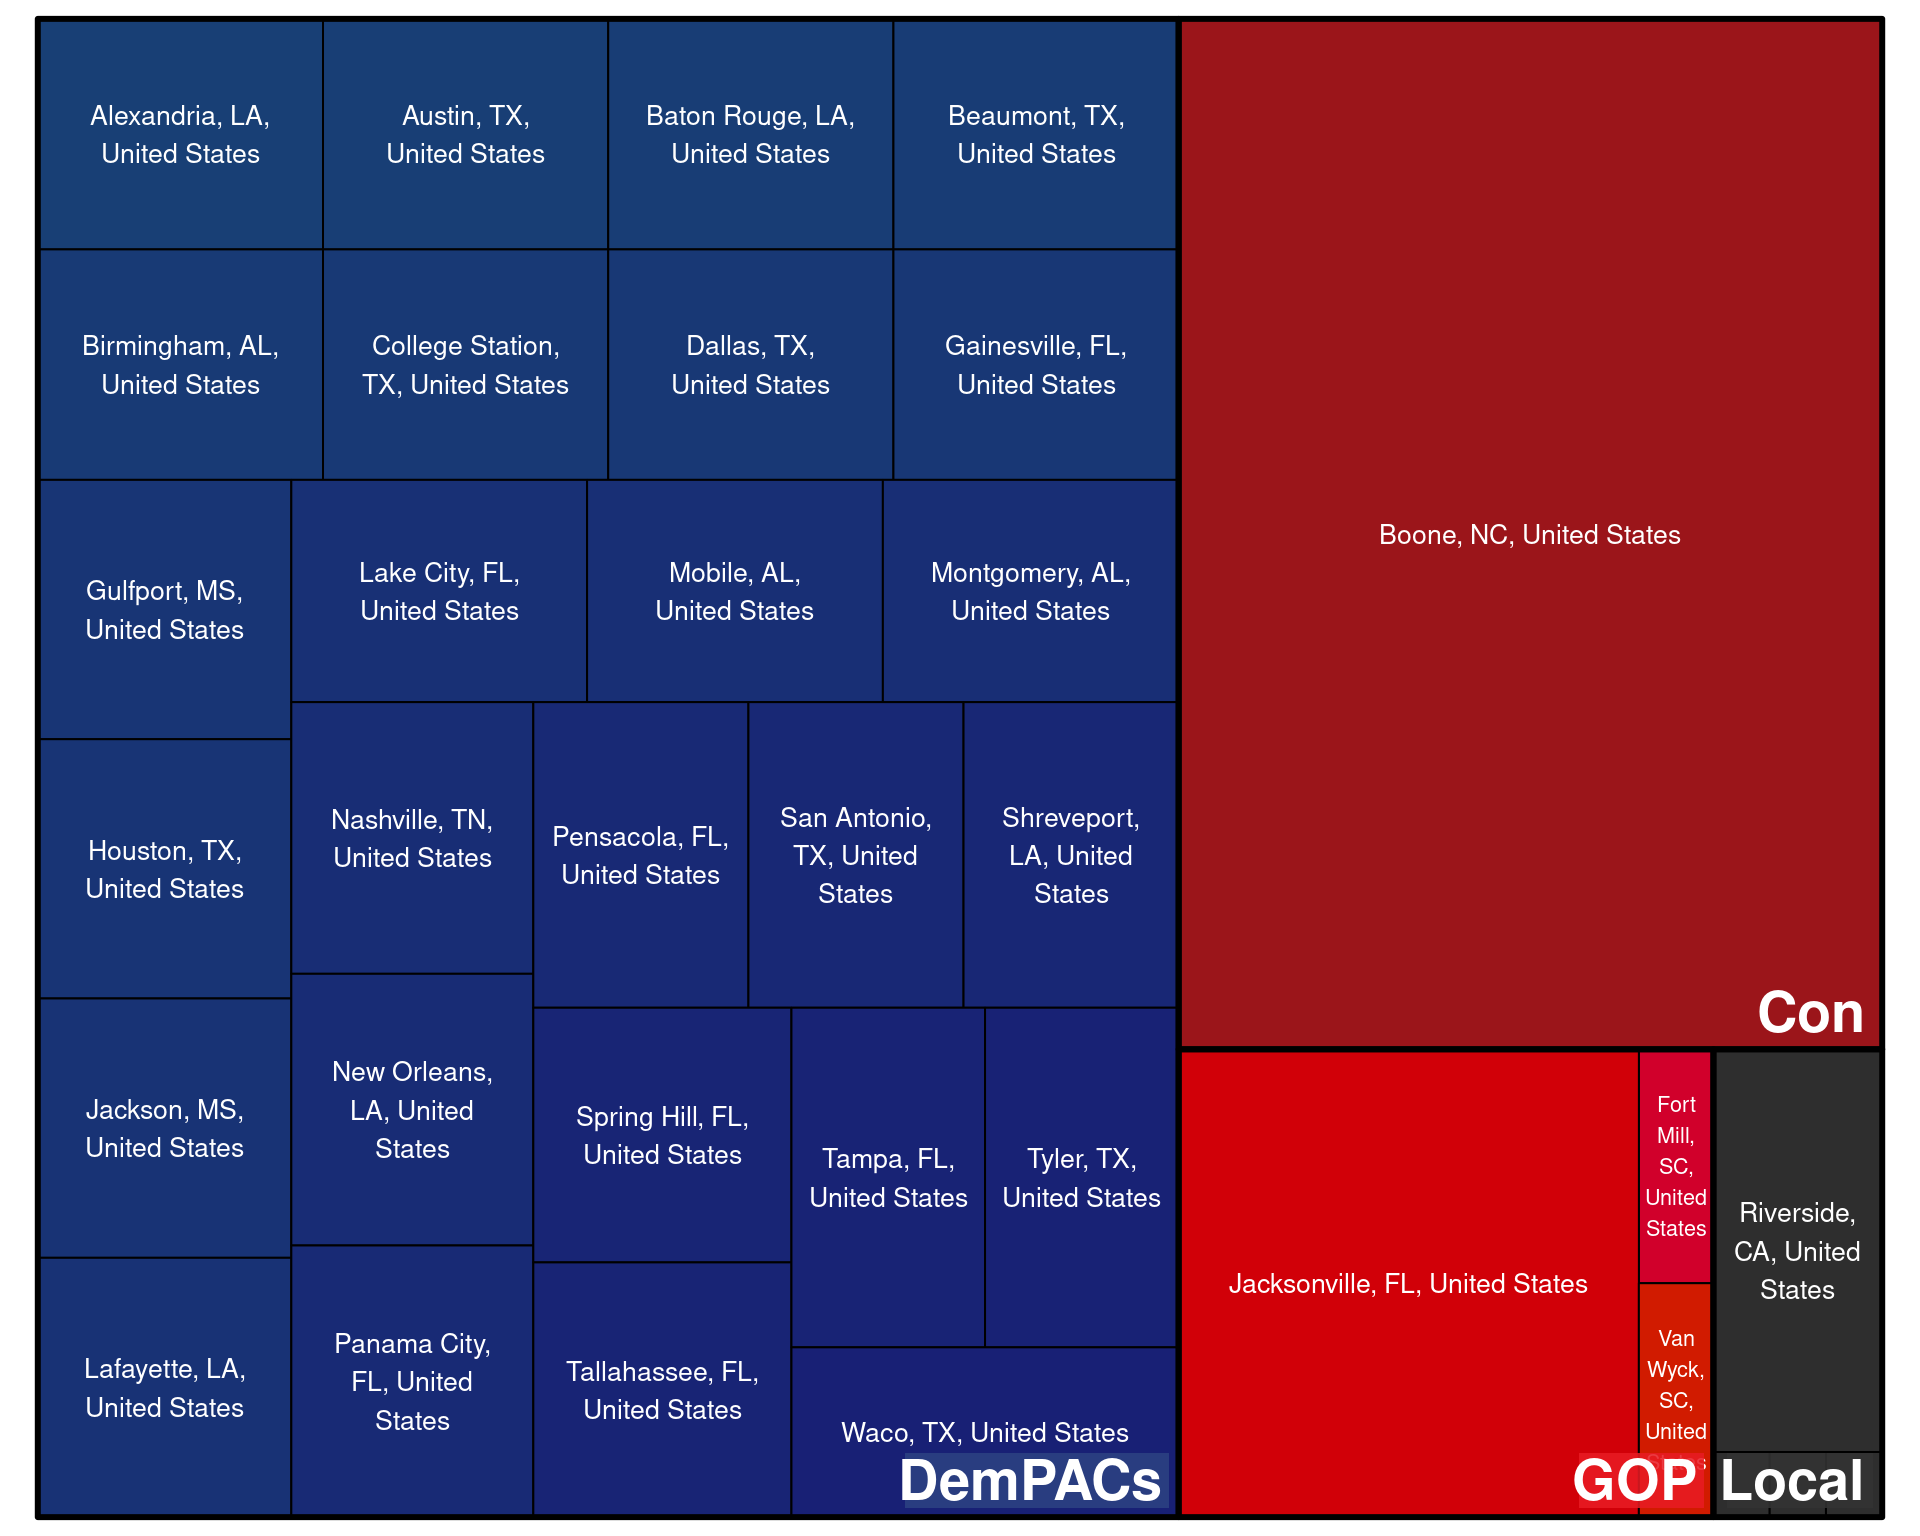 Alexandria, LA,
United States
Austin, TX,
United States
Baton Rouge, LA,
United States
Beaumont, TX,
United States
Birmingham, AL,
United States
College Station,
TX, United States
Dallas, TX,
United States
Gainesville, FL,
United States
Gulfport, MS,
United States
Lake City, FL,
United States
Mobile, AL,
United States
Montgomery, AL,
United States
Houston, TX,
United States
Nashville, TN,
United States
Pensacola, FL,
United States
San Antonio,
TX, United
States
Shreveport,
LA, United
States
Jackson, MS,
United States
New Orleans,
LA, United
States
Spring Hill, FL,
United States
Tampa, FL,
United States
Tyler, TX,
United States
Lafayette, LA,
United States
Panama City,
FL, United
States
Tallahassee, FL,
United States
Waco, TX, United States
DemPACs
Boone, NC, United States
Con
Jacksonville, FL, United States
Fort
Mill,
SC,
United
States
Van
Wyck,
SC,
United
States
GOP
Riverside,
CA, United
States
Local